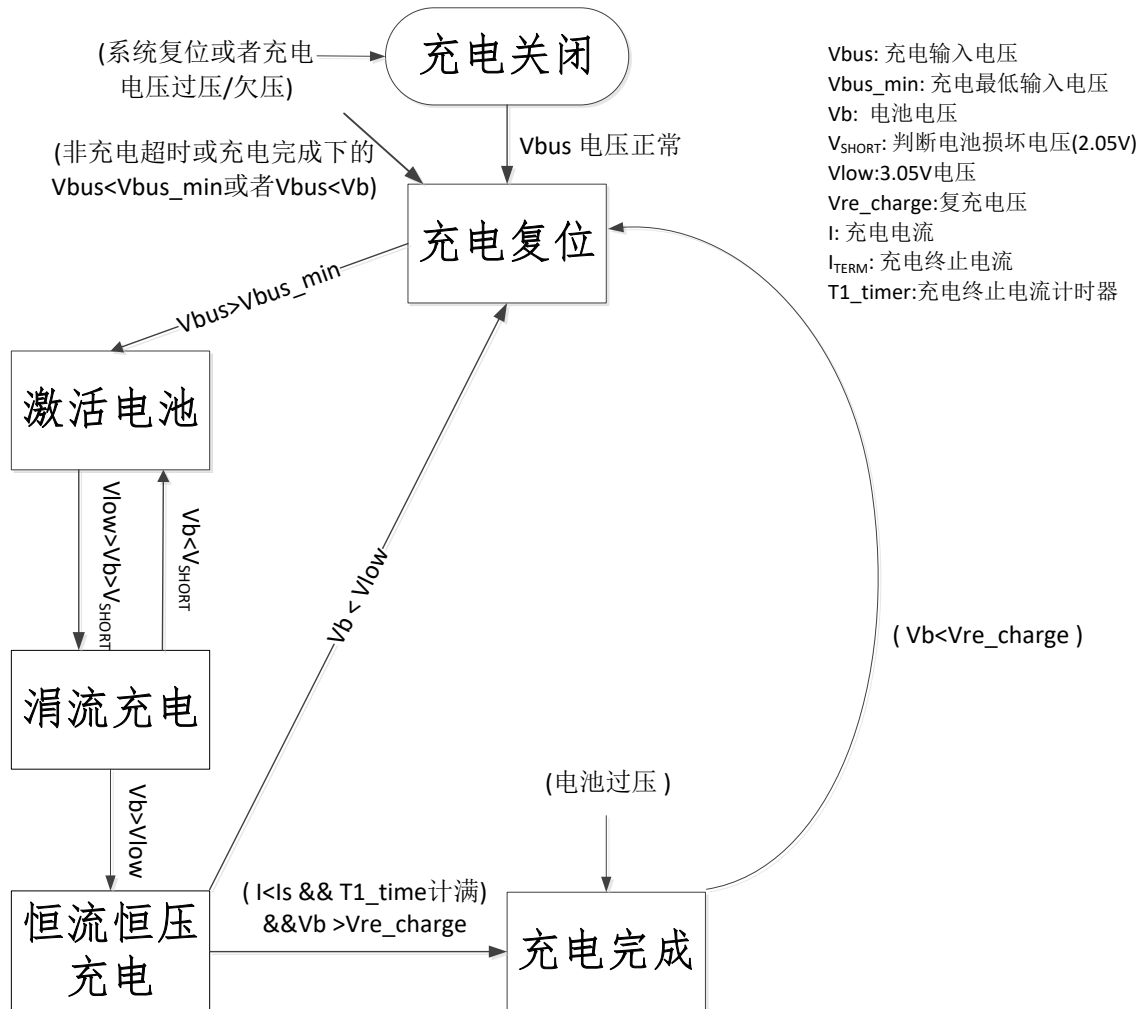 充电关闭
(系统复位或者充电
电压过压/欠压)
Vbus 电压正常
(非充电超时或充电完成下的
Vbus<Vbus_min或者Vbus<Vb)
充电复位
Vbus>Vbus_min
激活电池
Vlow>Vb>VSHORT
Vb<VSHORT
Vb < Vlow
( Vb<Vre_charge )
涓流充电
Vb>Vlow
(电池过压 )
恒流恒压
充电
( I<Is && T1_time计满)
&&Vb >Vre_charge
充电完成
Vbus: 充电输入电压
Vbus_min: 充电最低输入电压
Vb: 电池电压
VSHORT: 判断电池损坏电压(2.05V)
Vlow:3.05V电压
Vre_charge:复充电压
I: 充电电流
ITERM: 充电终止电流
T1_timer:充电终止电流计时器